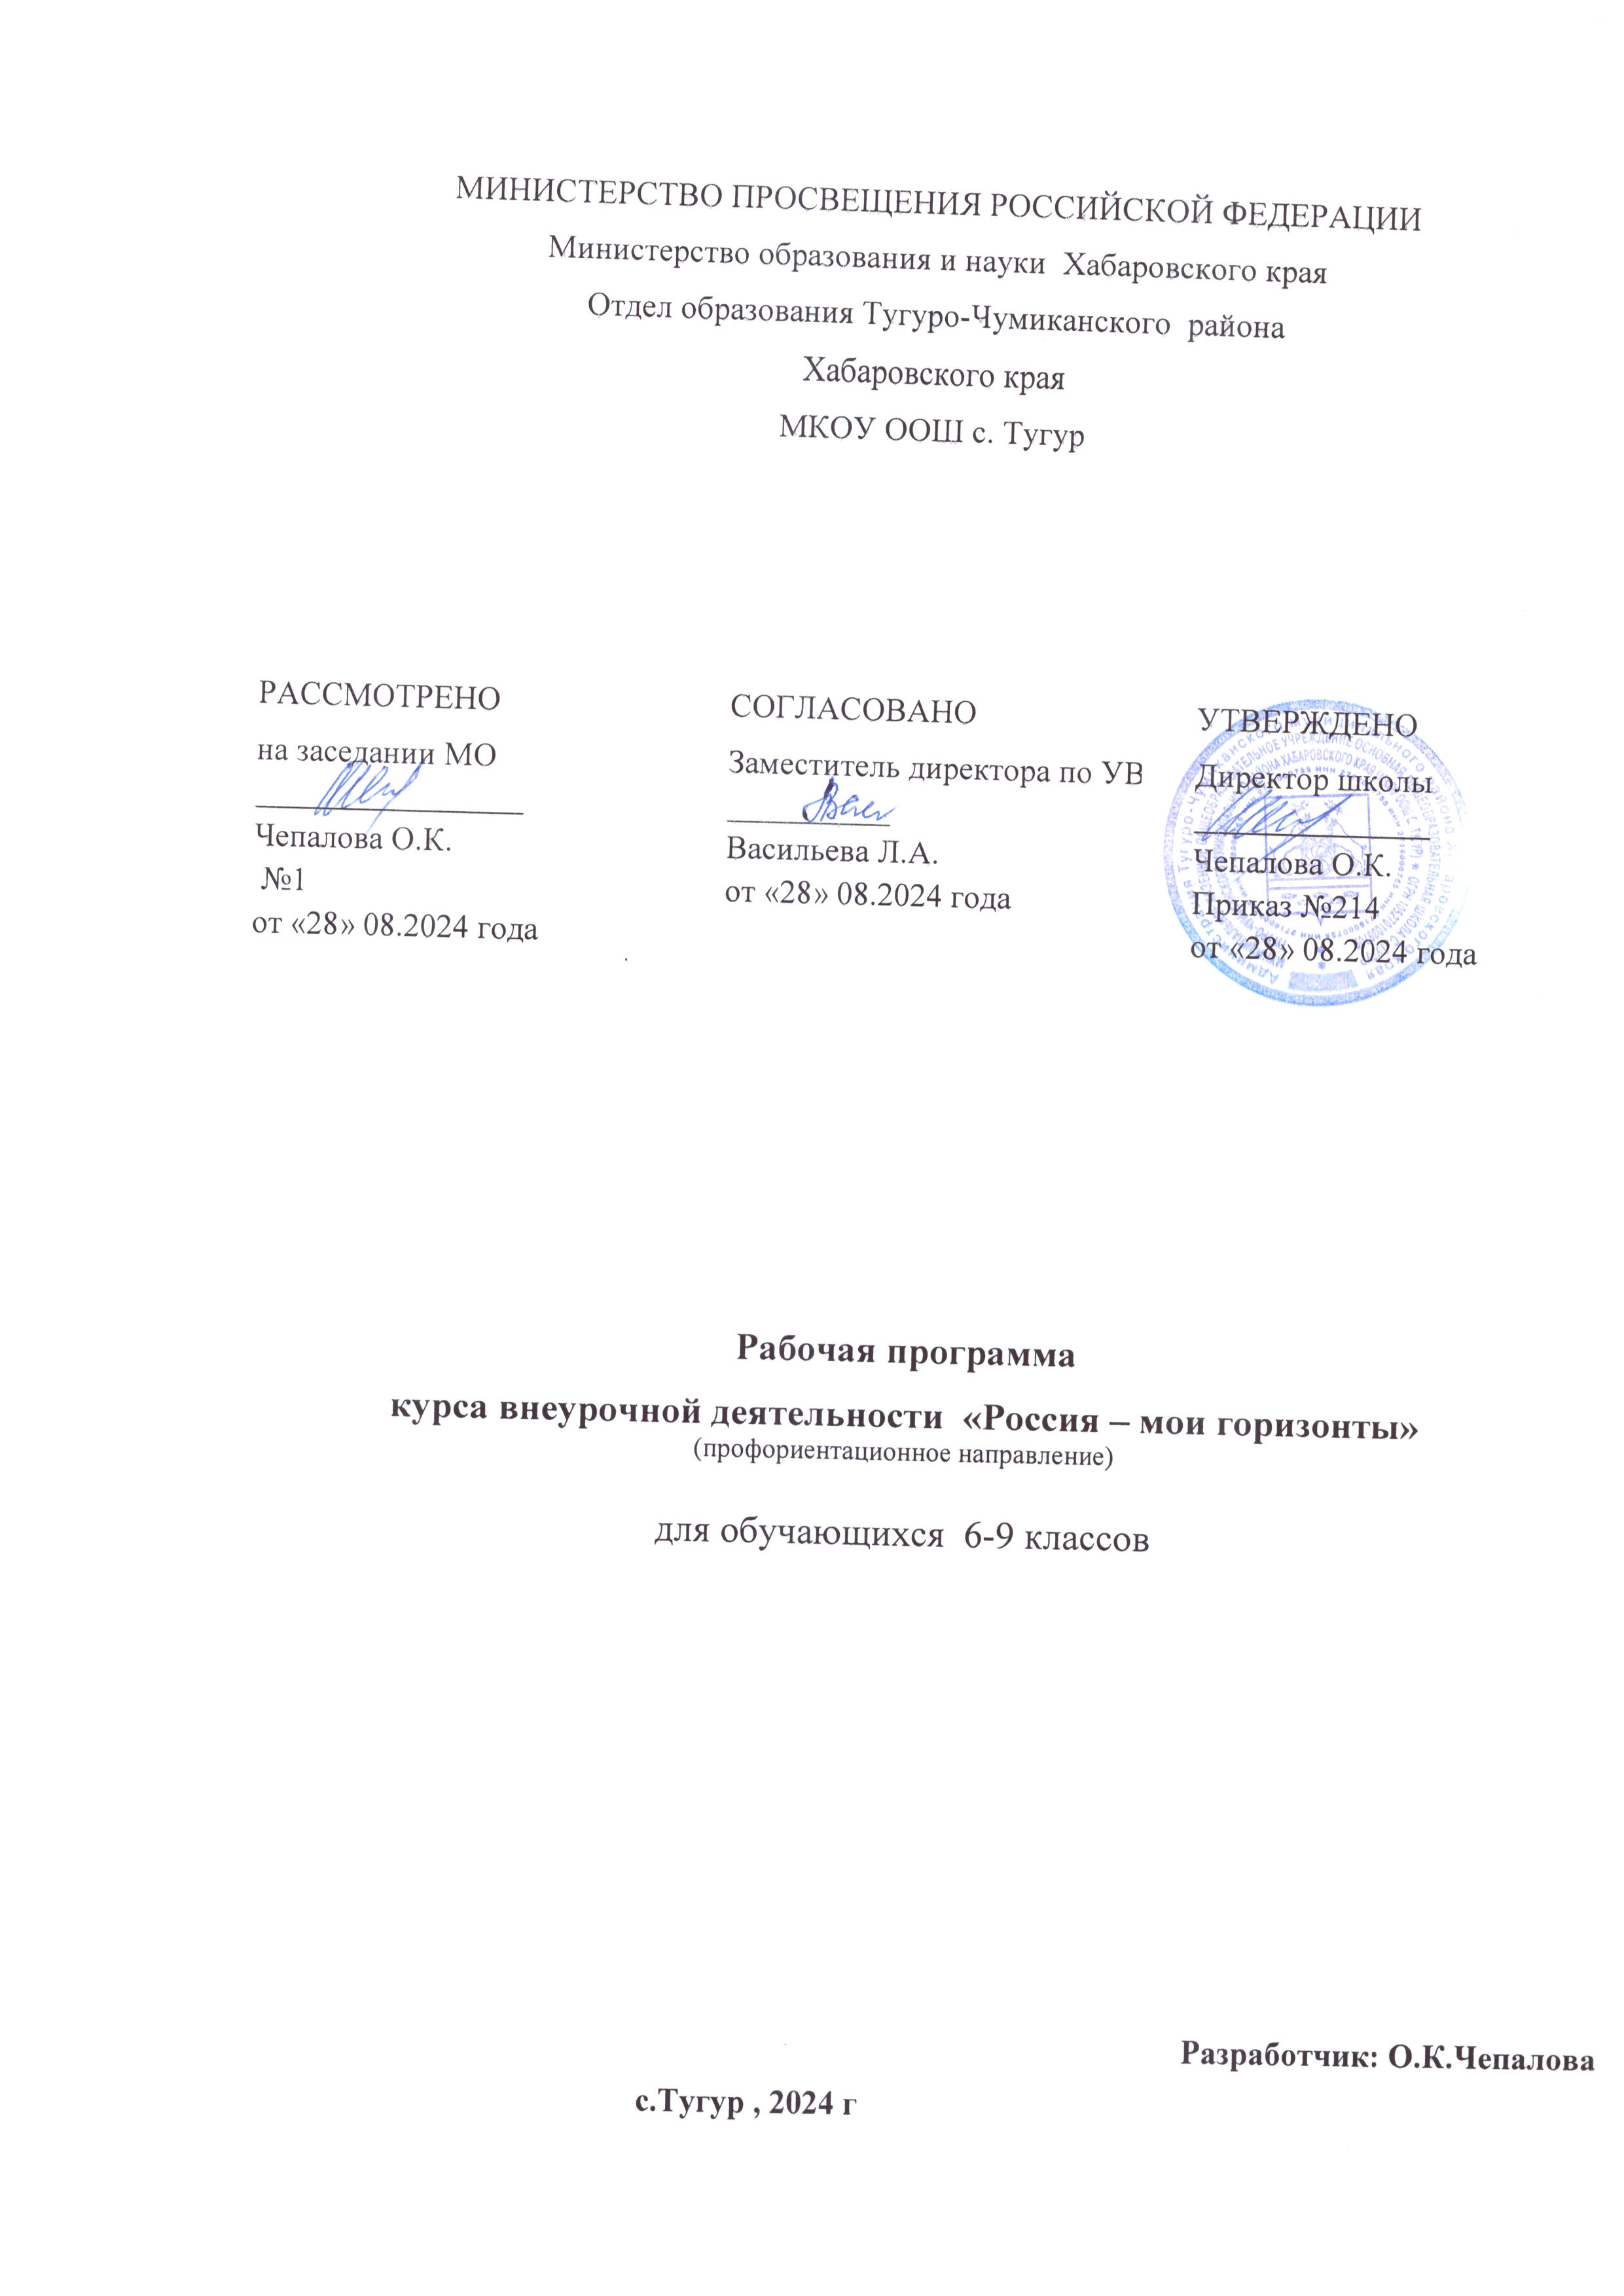 МИНИСТЕРСТВО ПРОСВЕЩЕНИЯ РОССИЙСКОЙ ФЕДЕРАЦИИ
Министерство образования и науки Хабаровского края
Отдел образования Тугуро-Чумиканского района
Хабаровского края
МКОУ ООШ с. Тугур
РАССМОТРЕНО
на заседании МО
Чепалова О.К.
№1
от «28» 08.2024 года
СОГЛАСОВАНО
Заместитель директора по УВ
Васильева Л.А.
от «28» 08.2024 года
УТВЕРЖДЕНО
Директор школы
Чепалова О.К.
Приказ №214
от «28» 08.2024 года
Рабочая программа
курса внеурочной деятельности «Россия – мои горизонты»
(профориентационное направление)
для обучающихся 6-9 классов
Разработчик: О.К.Чепалова
с.Тугур , 2024 г